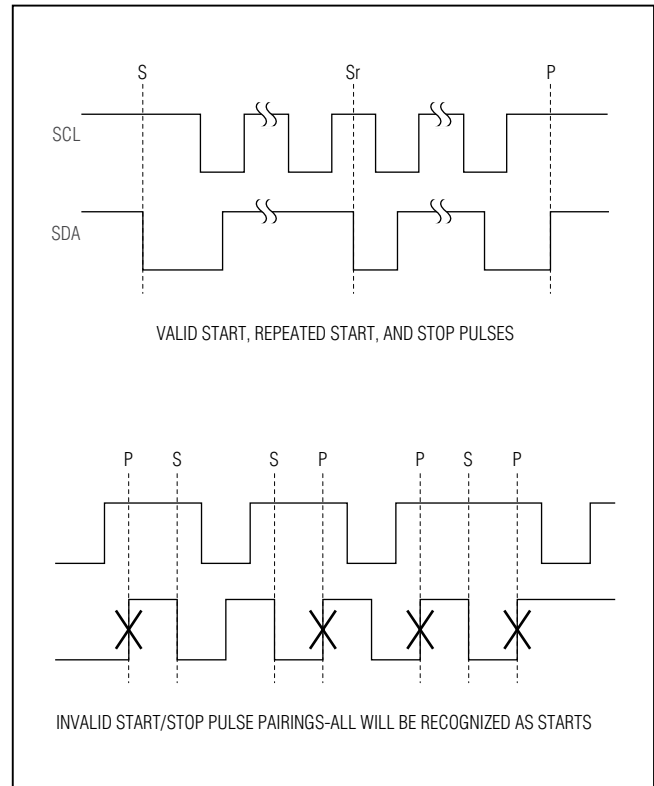 S Sr P
SCL
SDA
VALID START, REPEATED START, AND STOP PULSES
P S S P P S P
INVALID START/STOP PULSE PAIRINGS-ALL WILL BE RECOGNIZED AS STARTS